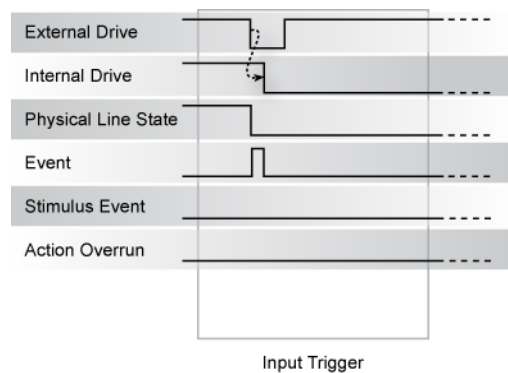 External Drive
Internal Drive
Physical Line State
Event
Stimulus Event
Action Overrun
Input Trigger